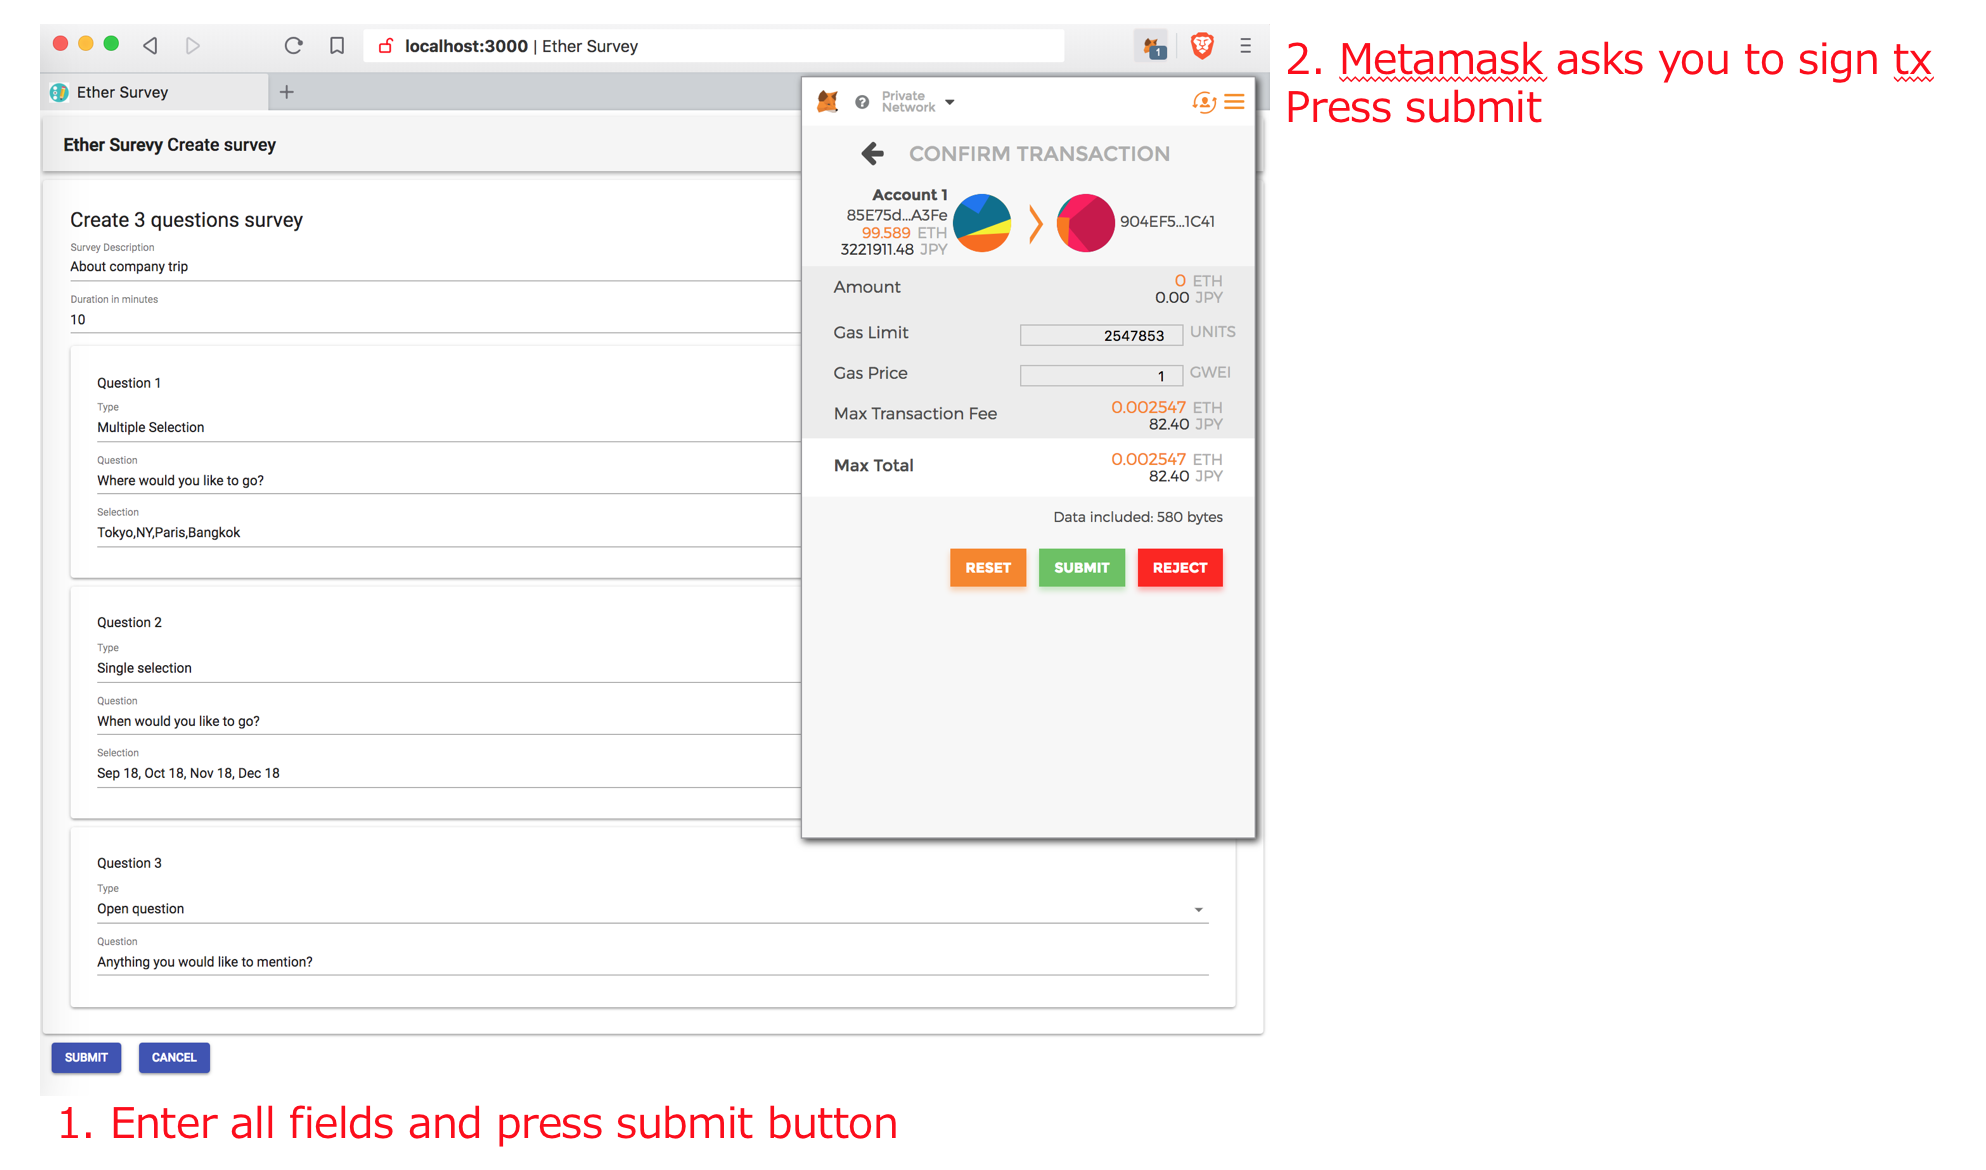 localhost:3000 | Ether Survey
1
Ether Survey
Ether Surevy Create survey
Create 3 questions survey
Survey Description
About company trip
Duration in minutes
10
Question 1
Type
Multiple Selection
Question
Where would you like to go?
Selection
Tokyo,NY,Paris,Bangkok
Question 2
Type
Single selection
Question
When would you like to go?
Selection
Sep 18, Oct 18, Nov 18, Dec 18
Question 3
Type
Open question
Question
Anything you would like to mention?
SUBMIT CANCEL
Private
Network
CONFIRM TRANSACTION
Account 1
85E75d...A3Fe
99.589 ETH
3221911.48 JPY
904EF5...1C41
Amount 0 ETH
0.00 JPY
Gas Limit 2547853 UNITS
Gas Price 1 GWEI
Max Transaction Fee 0.002547 ETH
82.40 JPY
Max Total 0.002547 ETH
82.40 JPY
Data included: 580 bytes
RESET SUBMIT REJECT
2. Metamask asks you to sign tx
Press submit
1. Enter all fields and press submit button